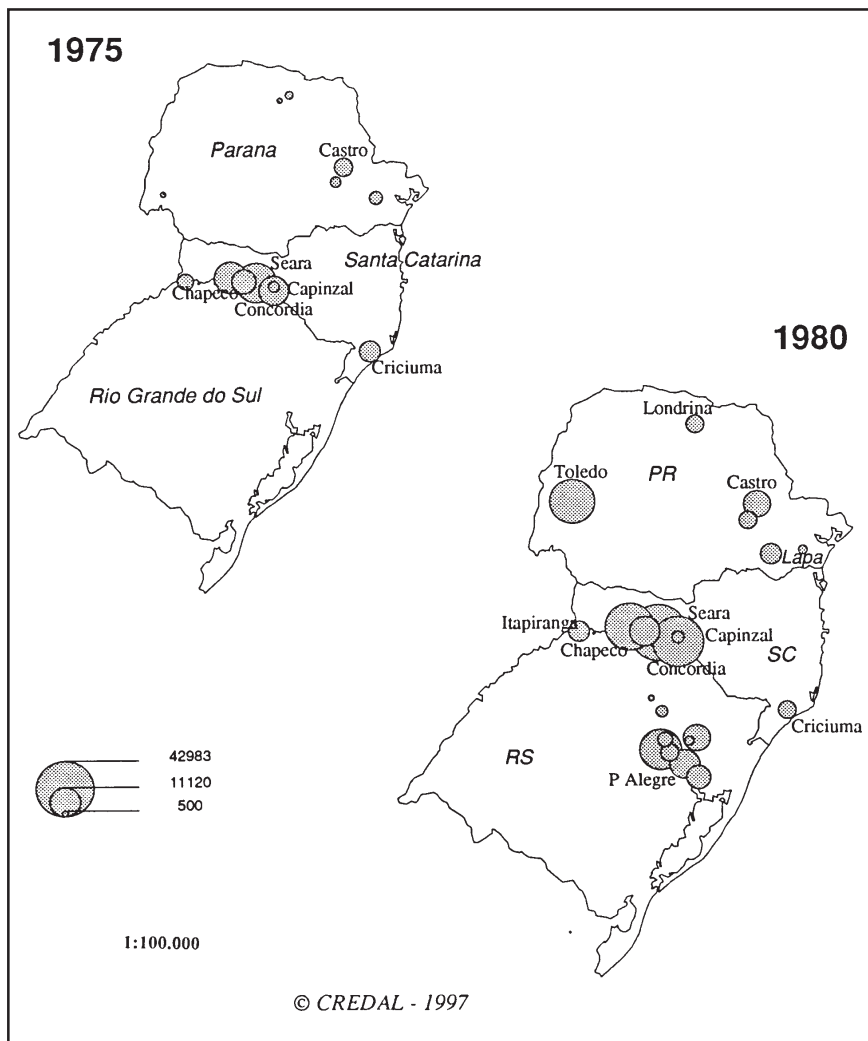 1975
Parana
Castro
Seara
Santa Catarina
Chapeco
Capinzal
Concordia
Criciuma
Rio Grande do Sul
1980
Londrina
Toledo
PR
Castro
Lapa
Seara
Itapiranga
Capinzal
Chapeco
SC
Concordia
Criciuma
RS
P Alegre
42983
11120
500
1:100.000
© CREDAL - 1997